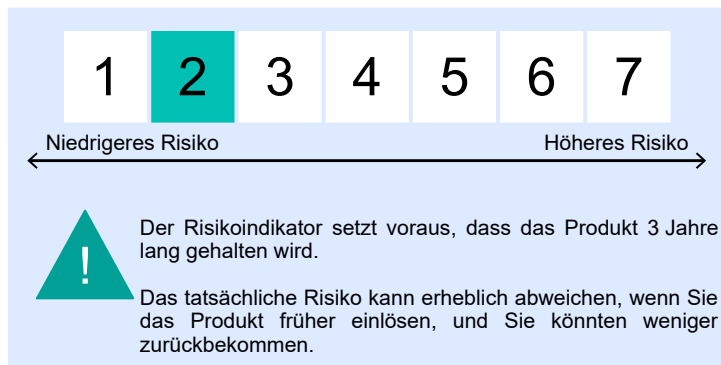 1 2 3 4 5 6 7
Niedrigeres Risiko Höheres Risiko
!
Der Risikoindikator setzt voraus, dass das Produkt 3 Jahre
lang gehalten wird.
Das tatsächliche Risiko kann erheblich abweichen, wenn Sie
das Produkt früher einlösen, und Sie könnten weniger
zurückbekommen.